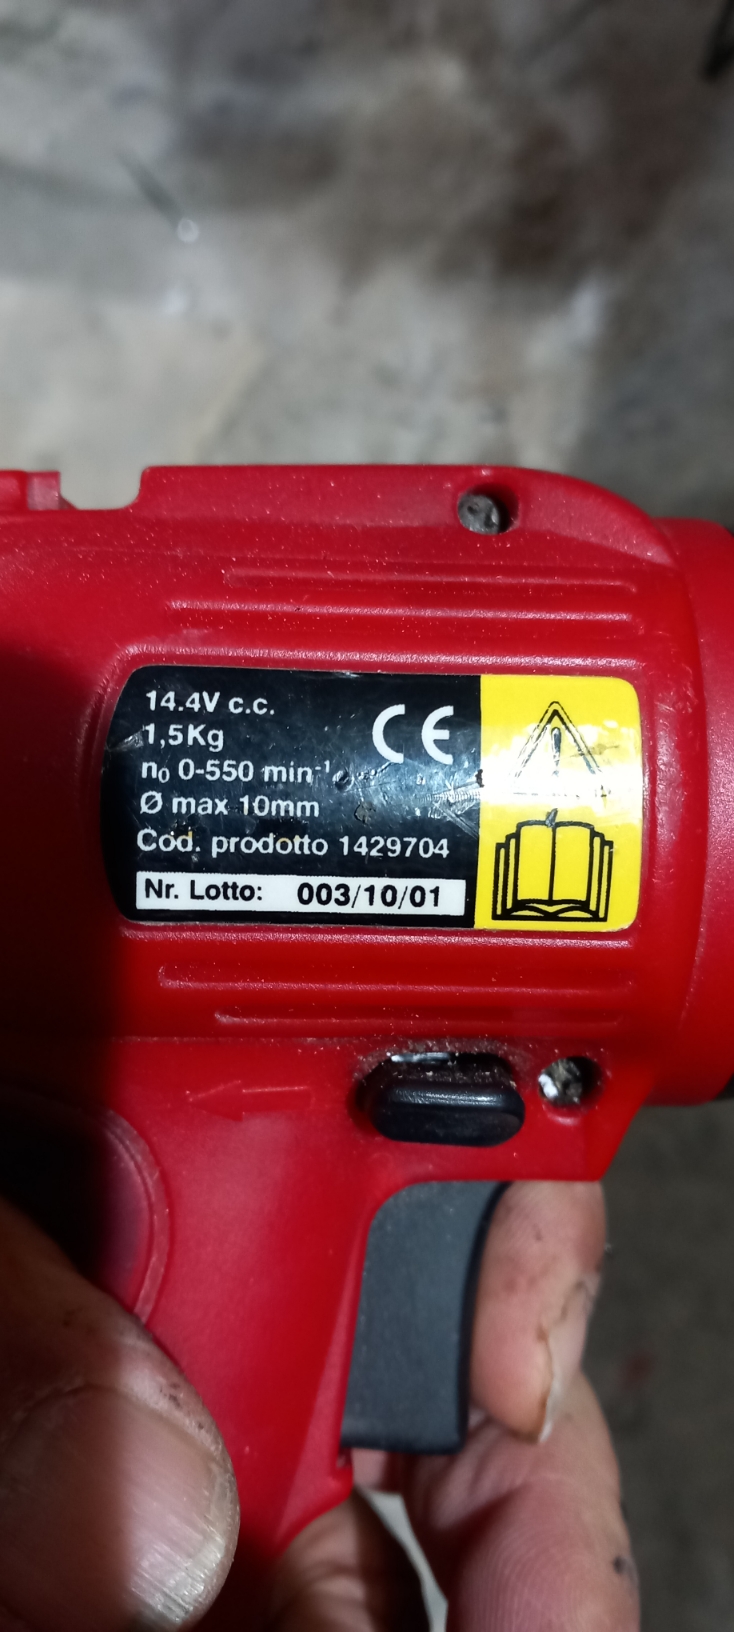 14.4V c.c.
1,5Kg
CE
n₀ 0-550 min⁻¹
Ø max 10mm
Cod. prodotto 1429704
Nr. Lotto: 003/10/01